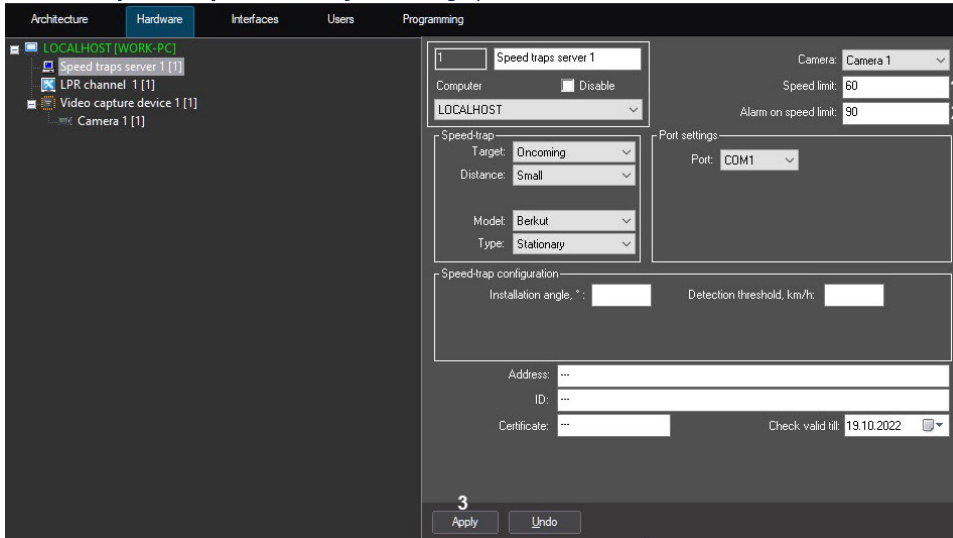 Architecture Hardware Interfaces Users Programming
LOCALHOST [WORK-PC]
Speed traps server 1 [1]
LPR channel 1 [1]
Video capture device 1 [1]
Camera 1 [1]
1 Speed traps server 1
Computer Disable
LOCALHOST
Camera: Camera 1
Speed limit: 60
Alarm on speed limit: 90
Speed-trap
Target: Oncoming
Distance: Small
Model: Berkut
Type: Stationary
Port settings
Port: COM1
Speed-trap configuration
Installation angle, °: Detection threshold, km/h:
Address: ---
ID: ---
Certificate: --- Check valid till: 19.10.2022
3
Apply Undo